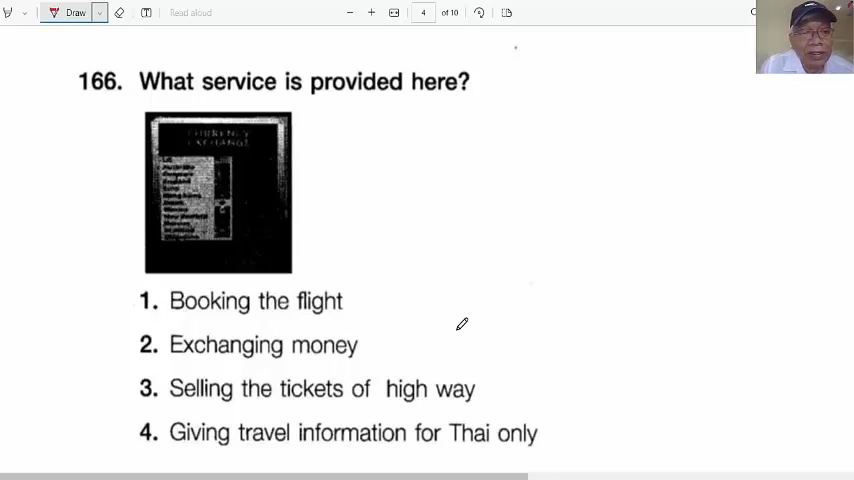 Draw
Read aloud
4 of 10
166. What service is provided here?
CURRENCY
EXCHANGE
1. Booking the flight
2. Exchanging money
3. Selling the tickets of high way
4. Giving travel information for Thai only